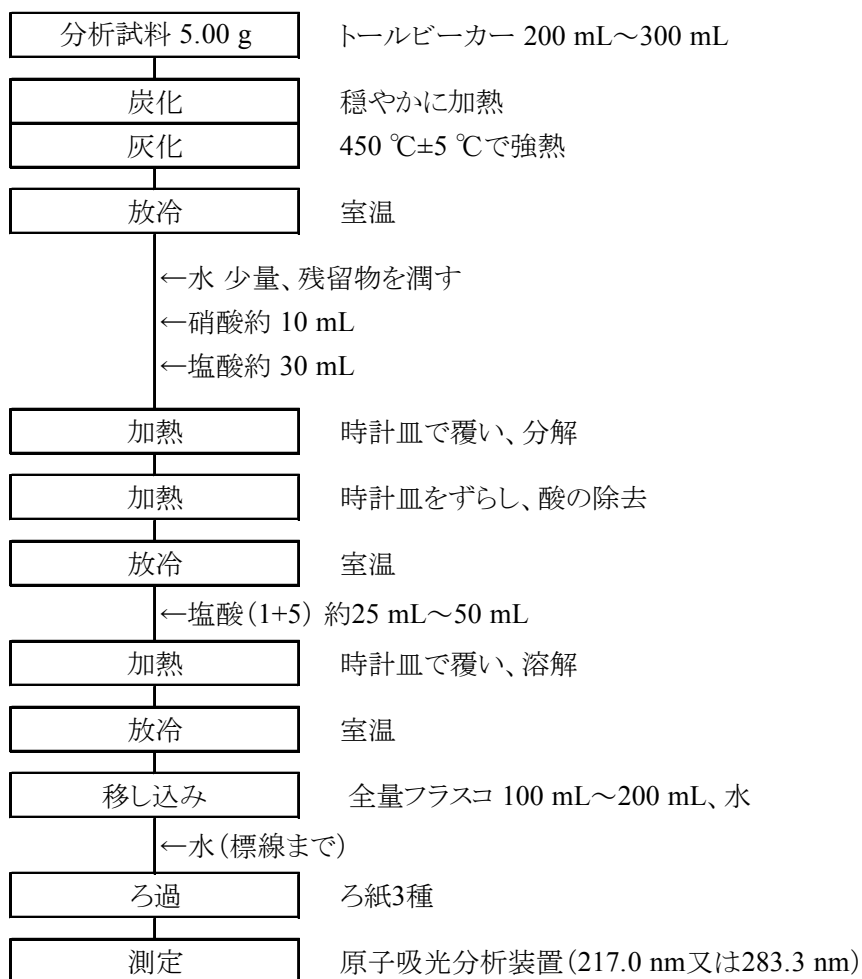 分析試料 5.00 g　トールビーカー 200 mL～300 mL
炭化　穏やかに加熱
灰化　450 ℃±5 ℃で強熱
放冷　室温
←水 少量、残留物を潤す
←硝酸約 10 mL
←塩酸約 30 mL
加熱　時計皿で覆い、分解
加熱　時計皿をずらし、酸の除去
放冷　室温
←塩酸（1+5） 約25 mL～50 mL
加熱　時計皿で覆い、溶解
放冷　室温
移し込み　全量フラスコ 100 mL～200 mL、水
←水（標線まで）
ろ過　ろ紙3種
測定　原子吸光分析装置（217.0 nm又は283.3 nm）